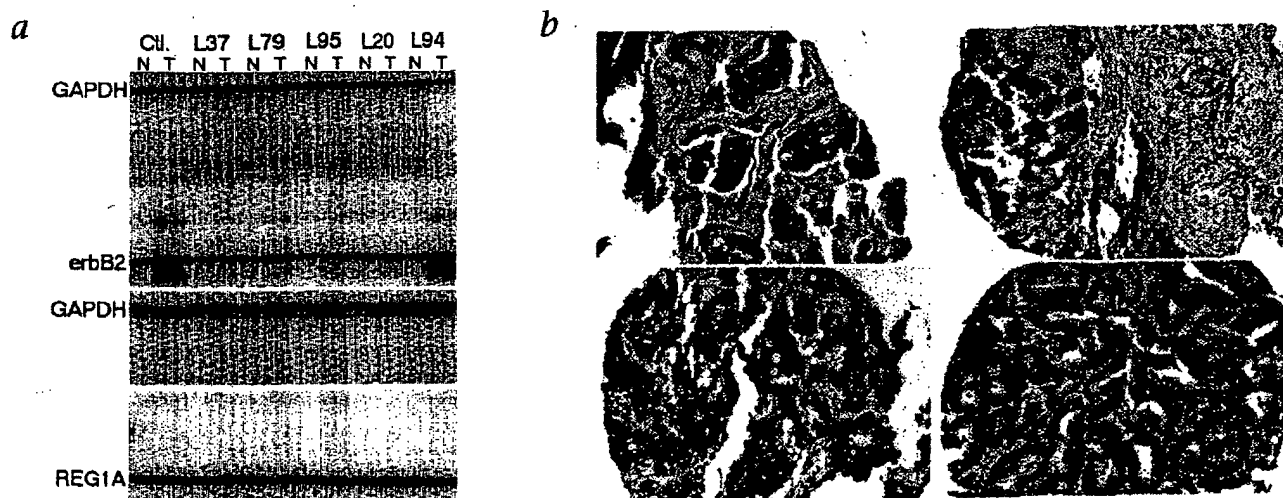 a
Ctl. L37 L79 L95 L20 L94
N T N T N T N T N T N T
GAPDH
erbB2
GAPDH
REG1A
b